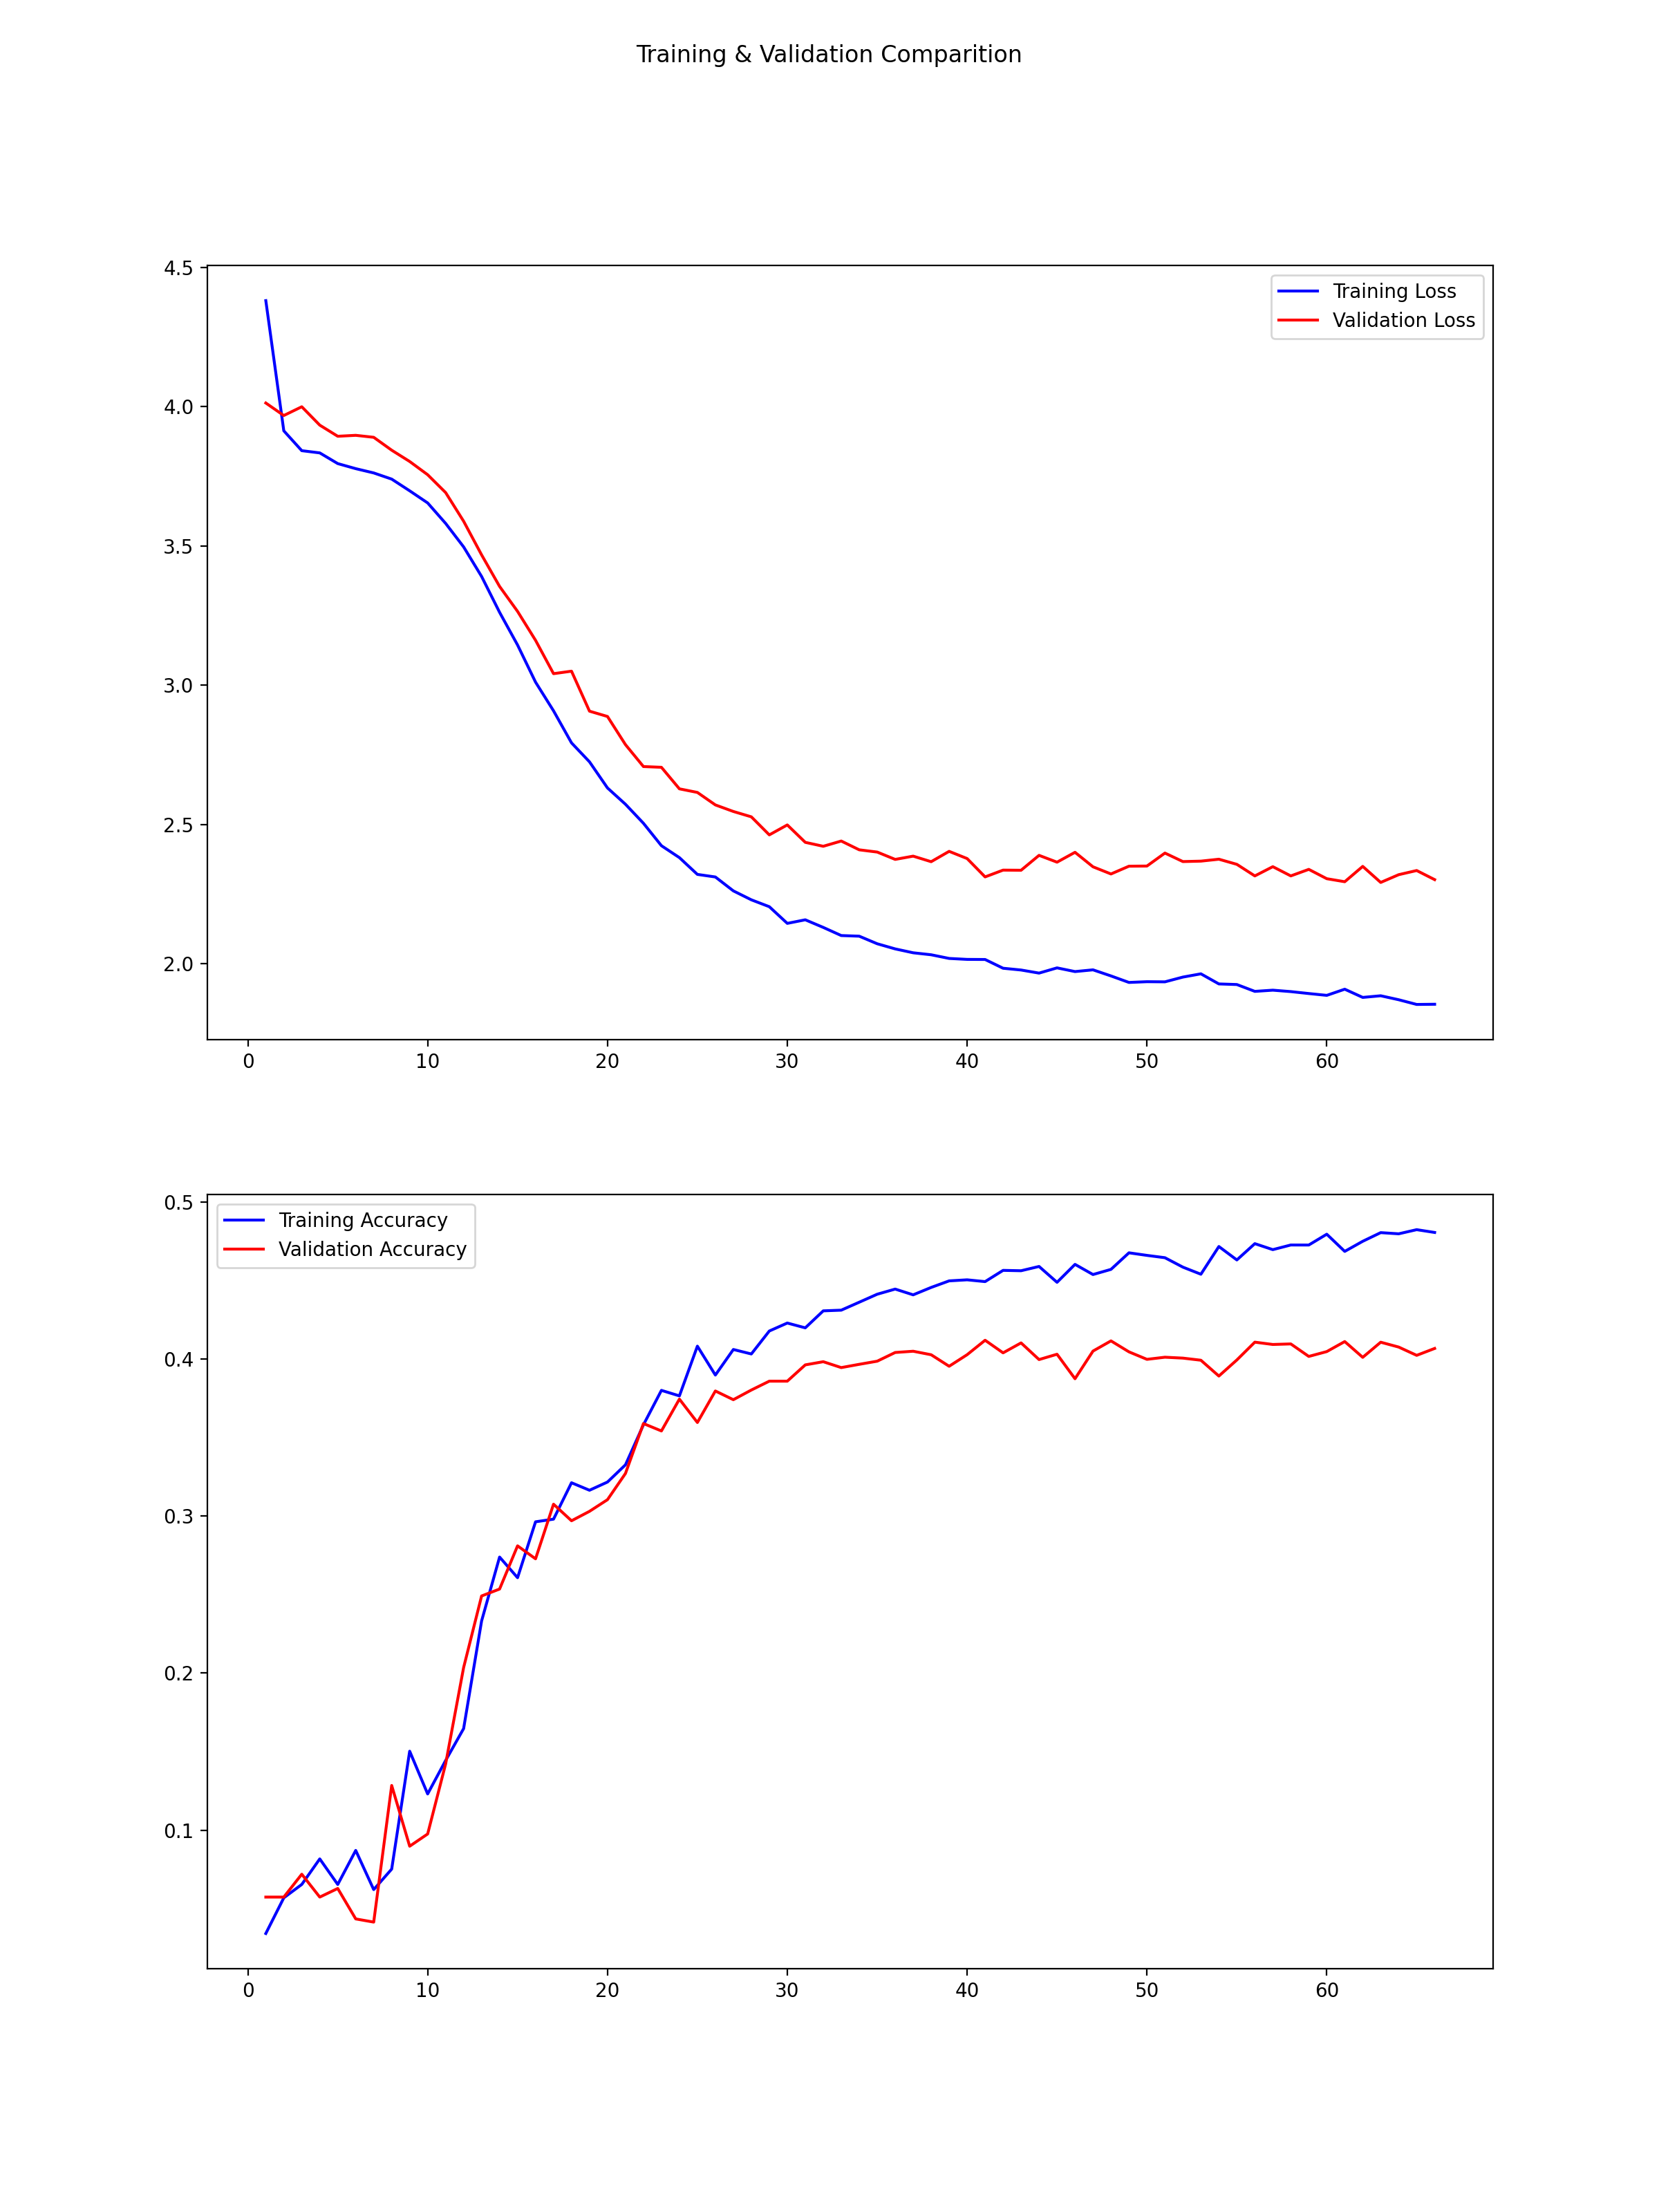 Training & Validation Comparition
4.5
Training Loss
Validation Loss
4.0
3.5
3.0
2.5
2.0
0 10 20 30 40 50 60
0.5
Training Accuracy
Validation Accuracy
0.4
0.3
0.2
0.1
0 10 20 30 40 50 60